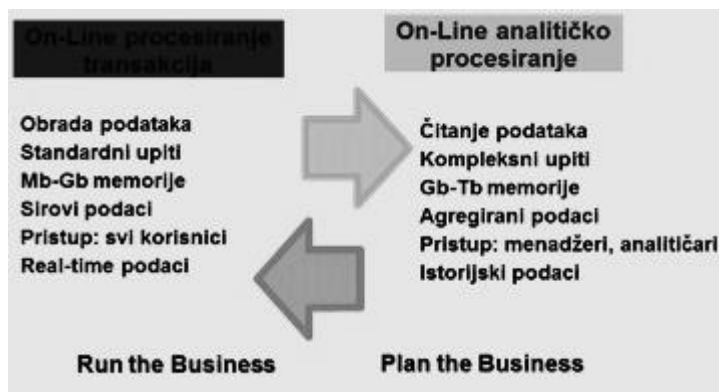 On-Line procesiranje
transakcija
Obrada podataka
Standardni upiti
Mb-Gb memorije
Sirovi podaci
Pristup: svi korisnici
Real-time podaci
Run the Business
On-Line analitičko
procesiranje
Čitanje podataka
Kompleksni upiti
Gb-Tb memorije
Agregirani podaci
Pristup: menadžeri, analitičari
Istorijski podaci
Plan the Business